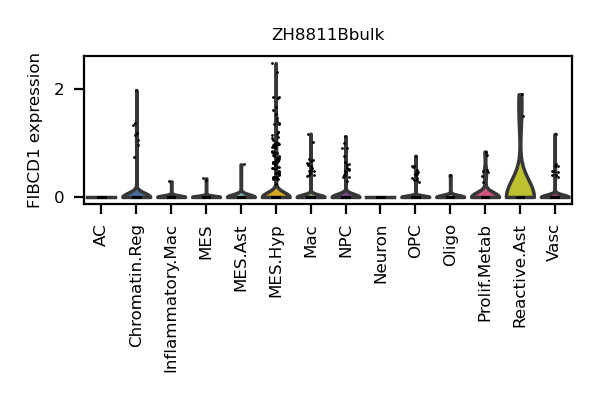 ZH8811Bbulk
FIBCD1 expression
2
0
AC
Chromatin.Reg
Inflammatory.Mac
MES
MES.Ast
MES.Hyp
Mac
NPC
Neuron
OPC
Oligo
Prolif.Metab
Reactive.Ast
Vasc